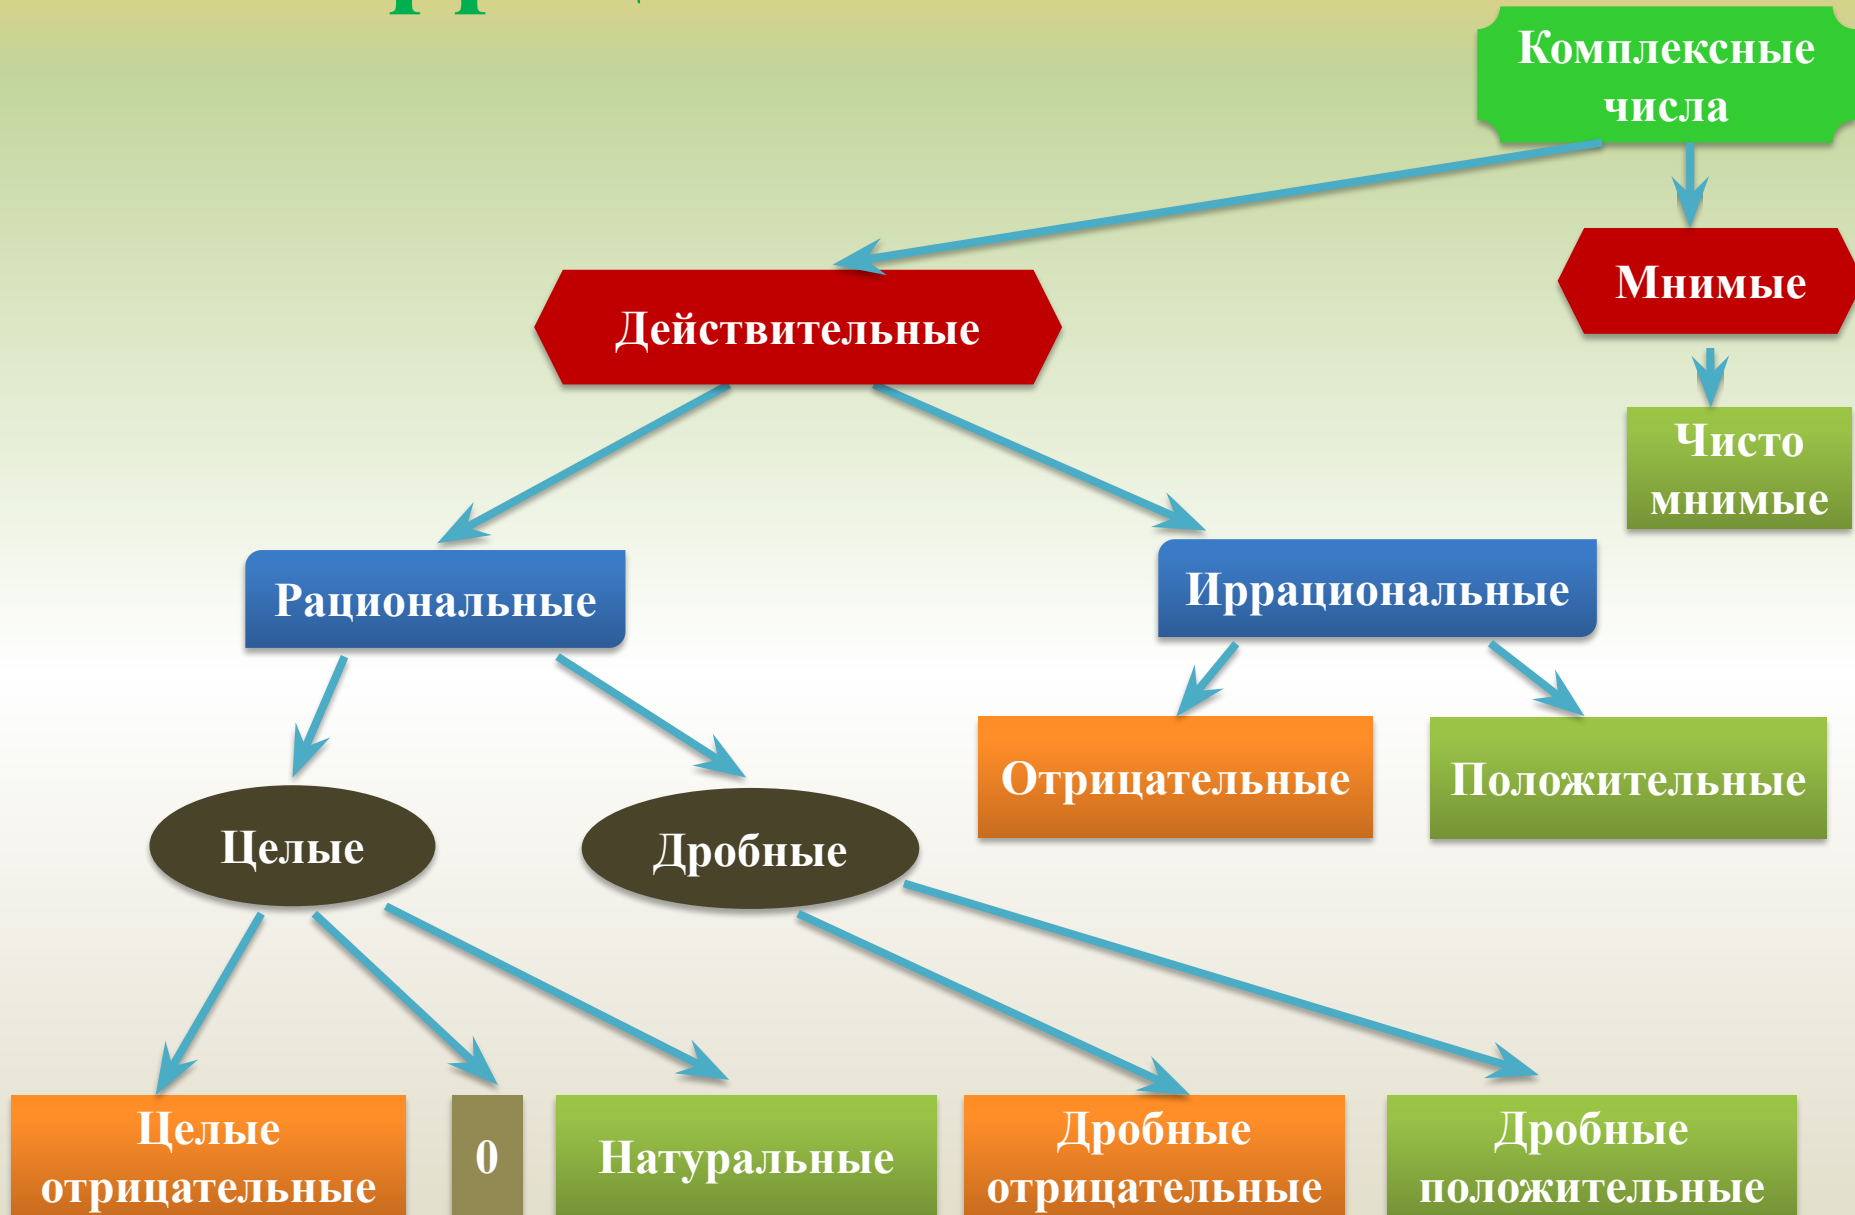 Комплексные
числа
Мнимые
Действительные
Чисто
мнимые
Рациональные
Иррациональные
Отрицательные
Положительные
Целые
Дробные
Целые
отрицательные
0
Натуральные
Дробные
отрицательные
Дробные
положительные